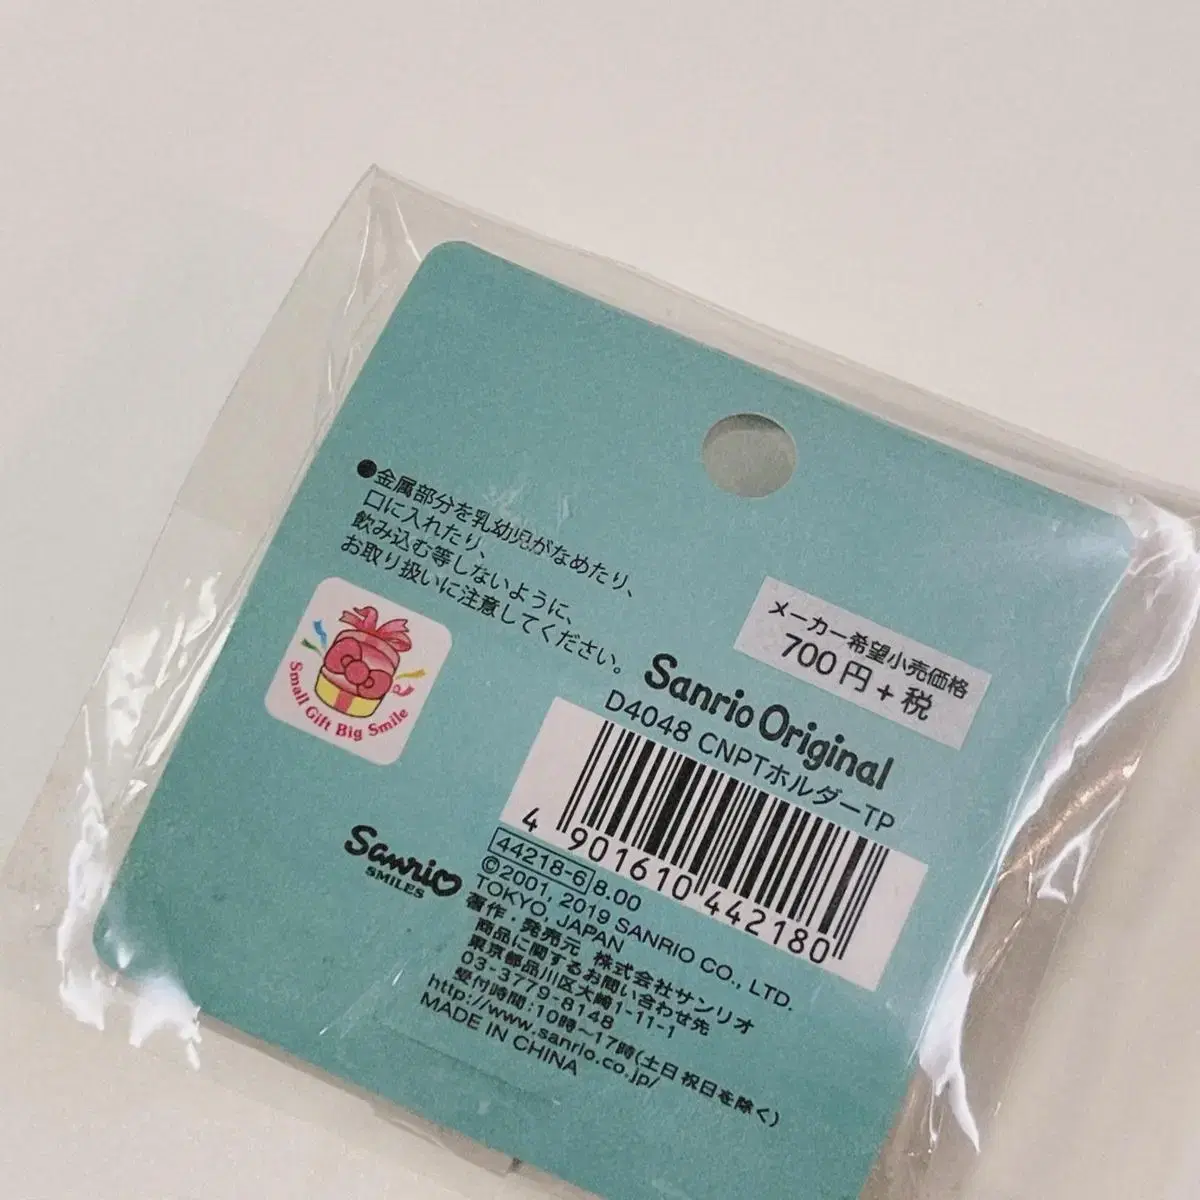 ●金属部分を乳幼児がなめたり、
口に入れたり、
飲み込む等しないように、
お取り扱いに注意してください。
メーカー希望小売価格
700円+税
Small Gift Big Smile
Sanrio Original
D4048 CNPTホルダーTP
4 901610 442180
44218-6 8.00
©2001, 2019 SANRIO CO., LTD.
TOKYO, JAPAN
著作・発売元 株式会社サンリオ
商品に関するお問い合わせ先
東京都品川区大崎1-11-1
03-3779-8148
受付時間:10時~17時(土日祝日を除く)
http://www.sanrio.co.jp/
MADE IN CHINA
Sanrio
SMILES